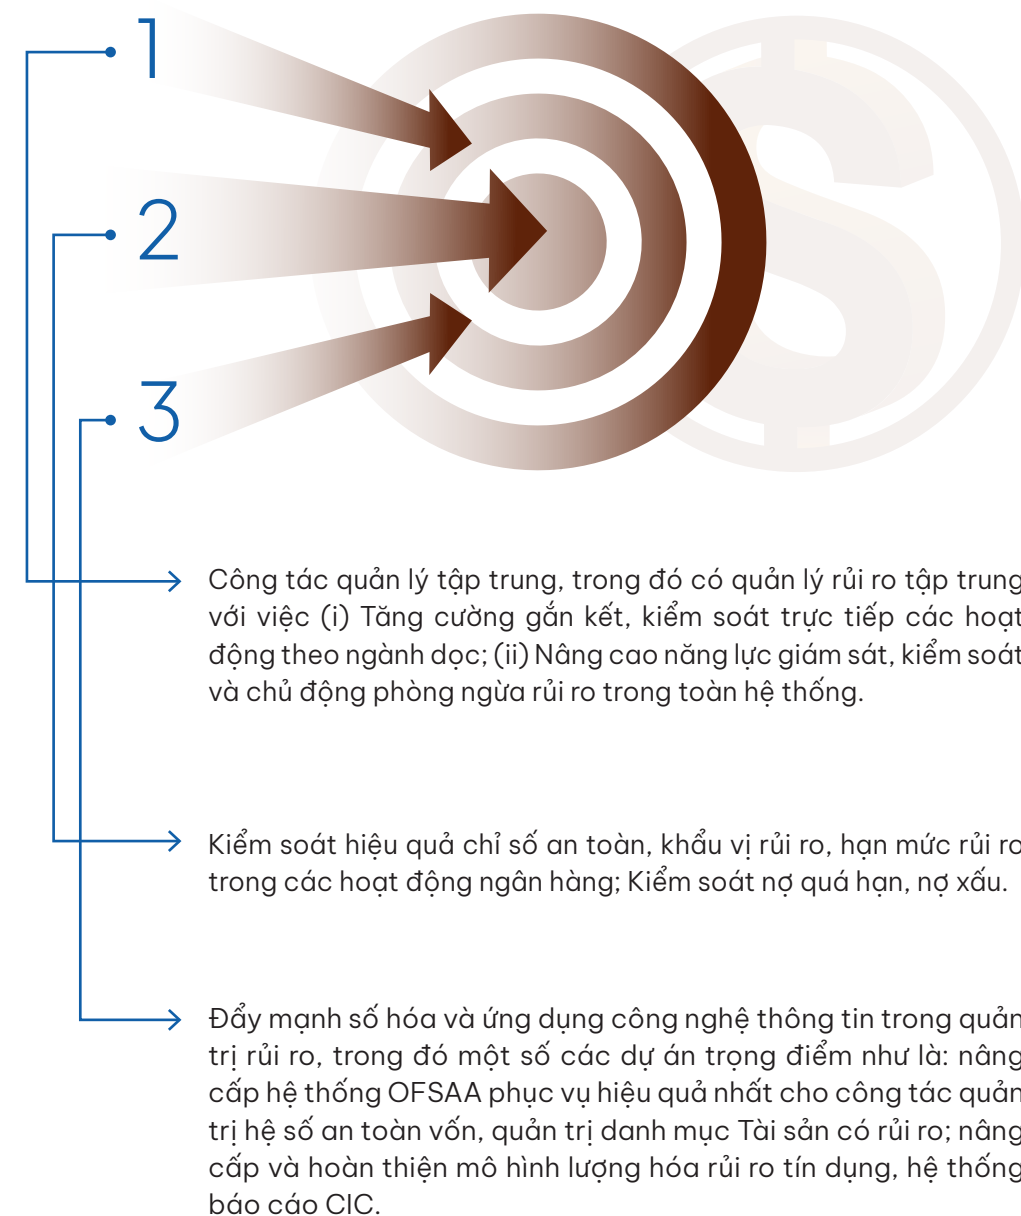 1
2
3
Công tác quản lý tập trung, trong đó có quản lý rủi ro tập trung
với việc (i) Tăng cường gắn kết, kiểm soát trực tiếp các hoạt
động theo ngành dọc; (ii) Nâng cao năng lực giám sát, kiểm soát
và chủ động phòng ngừa rủi ro trong toàn hệ thống.
Kiểm soát hiệu quả chỉ số an toàn, khẩu vị rủi ro, hạn mức rủi ro
trong các hoạt động ngân hàng; Kiểm soát nợ quá hạn, nợ xấu.
Đẩy mạnh số hóa và ứng dụng công nghệ thông tin trong quản
trị rủi ro, trong đó một số các dự án trọng điểm như là: nâng
cấp hệ thống OFSAA phục vụ hiệu quả nhất cho công tác quản
trị hệ số an toàn vốn, quản trị danh mục Tài sản có rủi ro; nâng
cấp và hoàn thiện mô hình lượng hóa rủi ro tín dụng, hệ thống
báo cáo CIC.